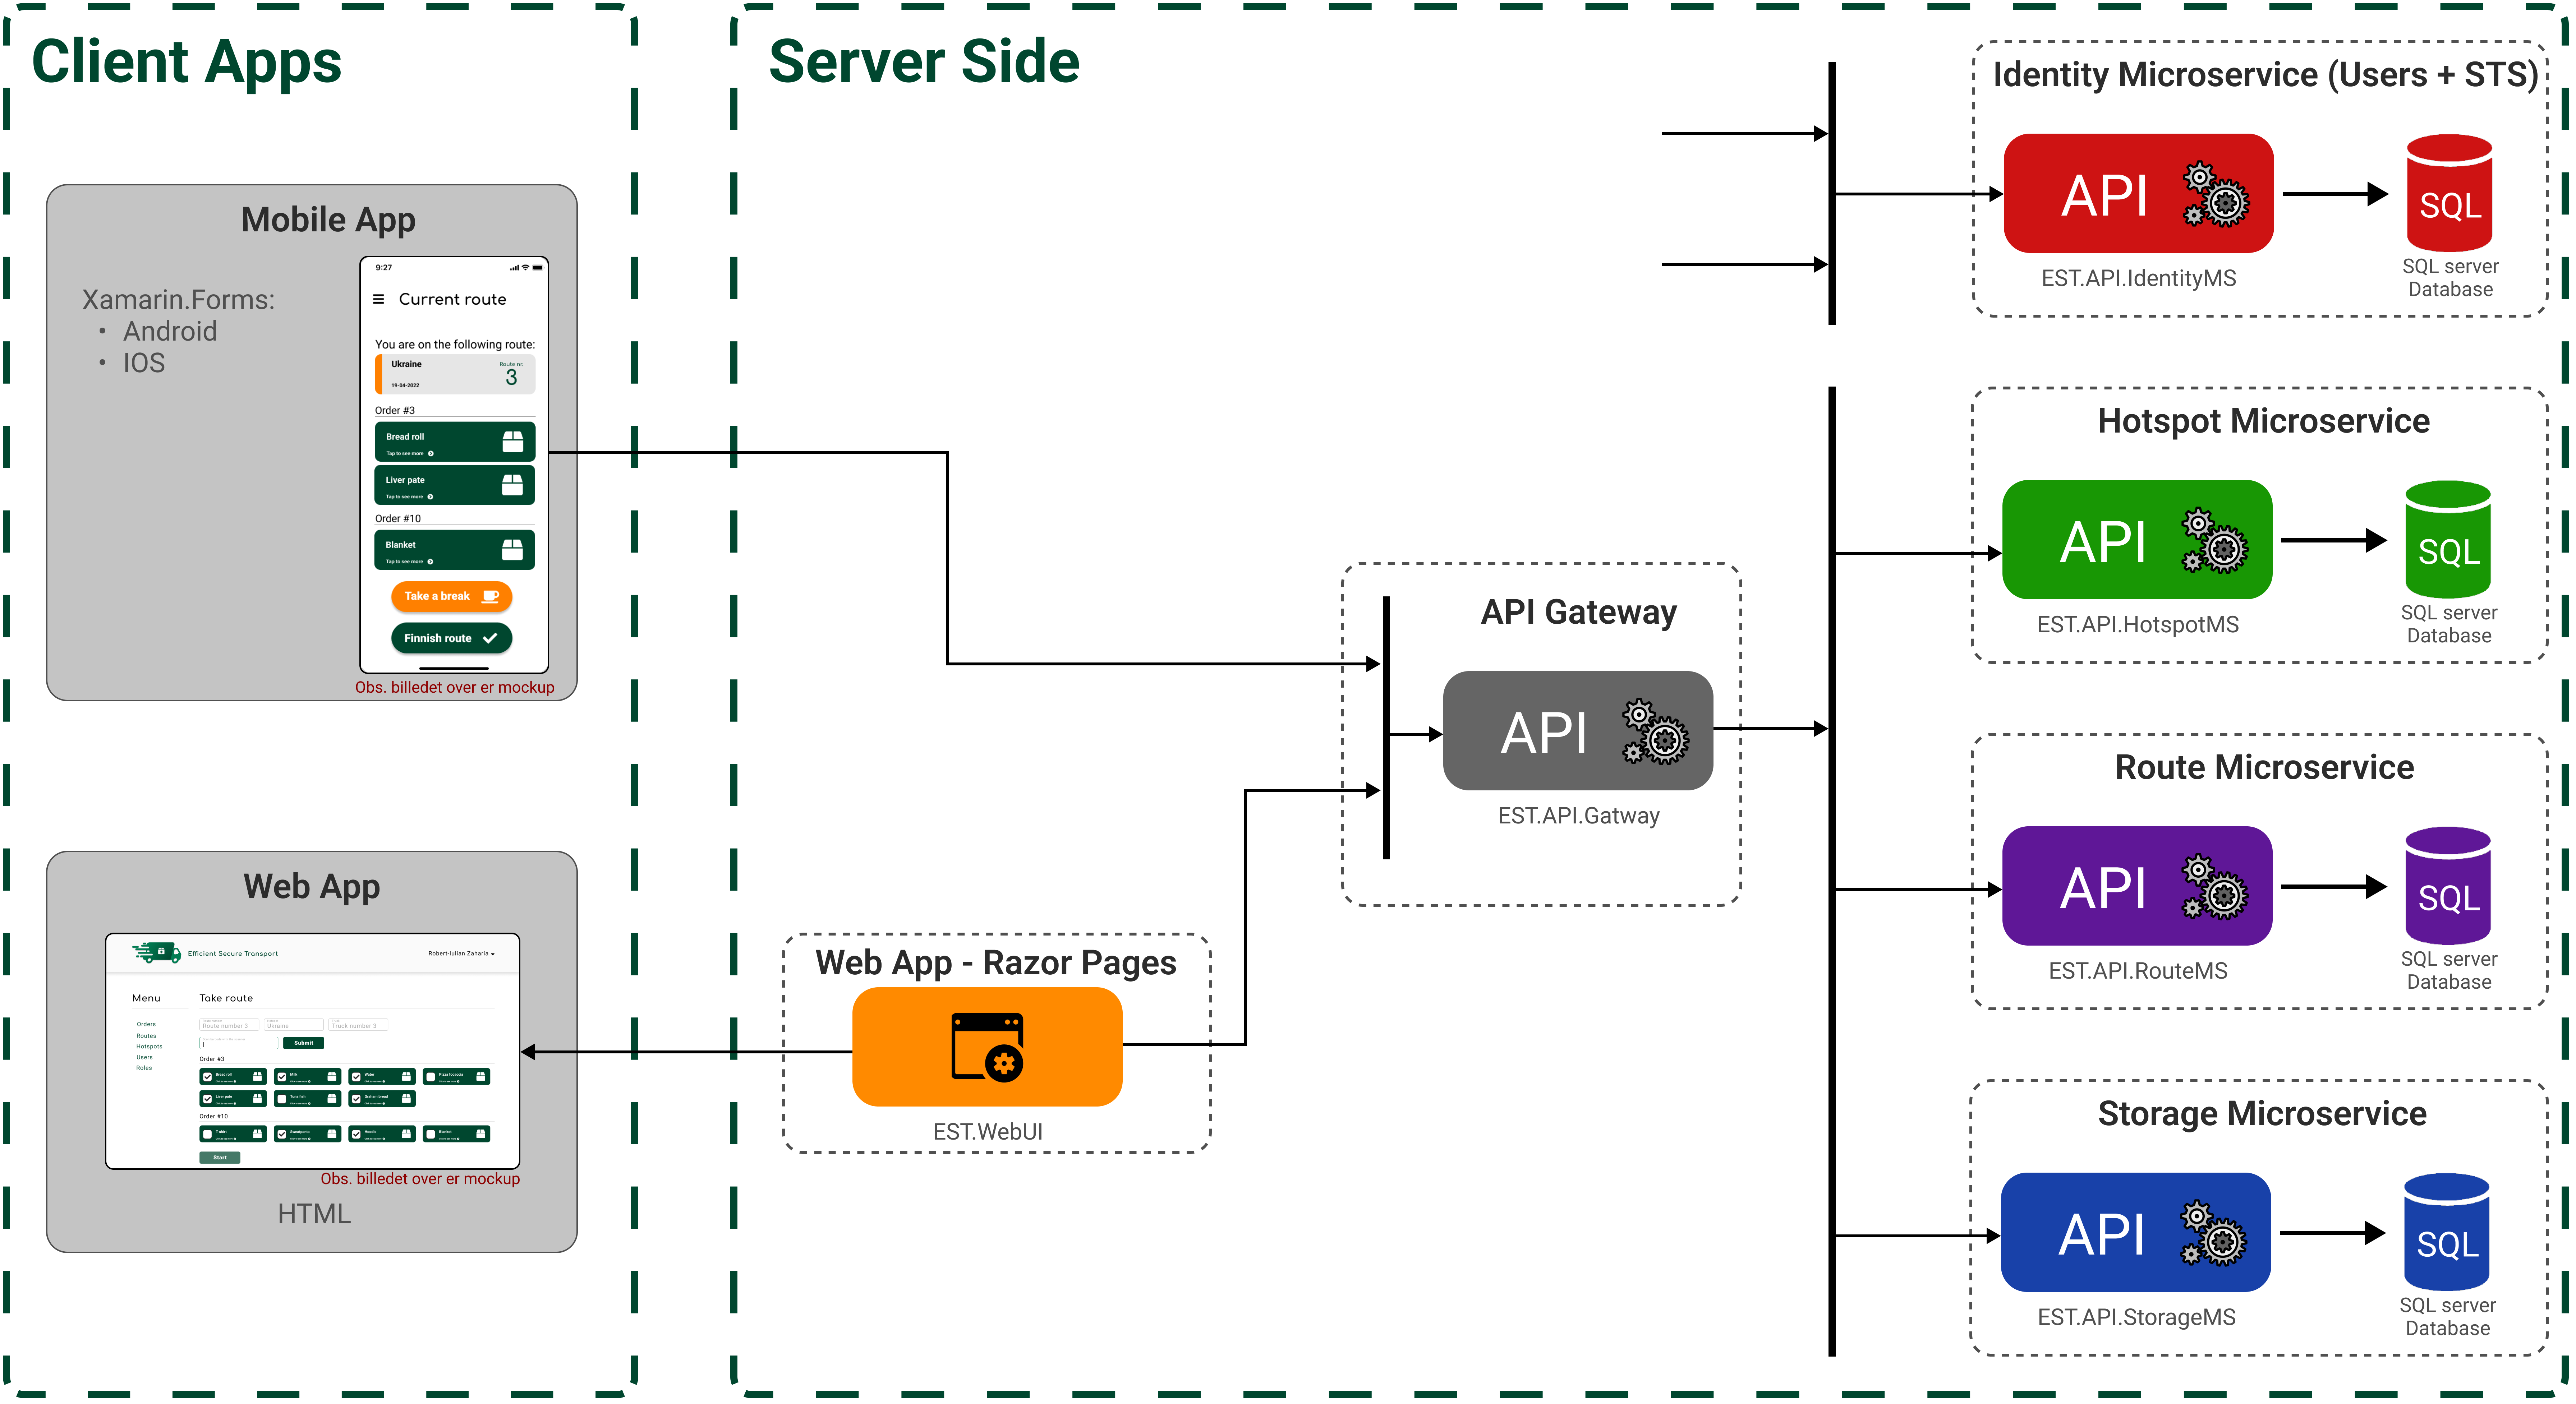 Client Apps
Mobile App
Xamarin.Forms:
• Android
• IOS
9:27
Current route
You are on the following route:
Ukraine
Route nr.
3
19-04-2022
Order #3
Bread roll
Tap to see more
Liver pate
Tap to see more
Order #10
Blanket
Tap to see more
Take a break
Finnish route
Obs. billedet over er mockup
Web App
Efficient Secure Transport
Robert-Iulian Zaharia
Menu
Orders
Routes
Hotspots
Users
Roles
Take route
Route number 3
Ukraine
Truck number 3
Submit
Order #3
Bread roll
Milk
Water
Pizza focaccia
Liver pate
Tuna fish
Graham bread
Order #10
T-shirt
Sweatpants
Hoodie
Blanket
Start
Obs. billedet over er mockup
HTML
Server Side
Web App - Razor Pages
EST.WebUI
API Gateway
API
EST.API.Gatway
Identity Microservice (Users + STS)
API
SQL
EST.API.IdentityMS
SQL server
Database
Hotspot Microservice
API
SQL
EST.API.HotspotMS
SQL server
Database
Route Microservice
API
SQL
EST.API.RouteMS
SQL server
Database
Storage Microservice
API
SQL
EST.API.StorageMS
SQL server
Database